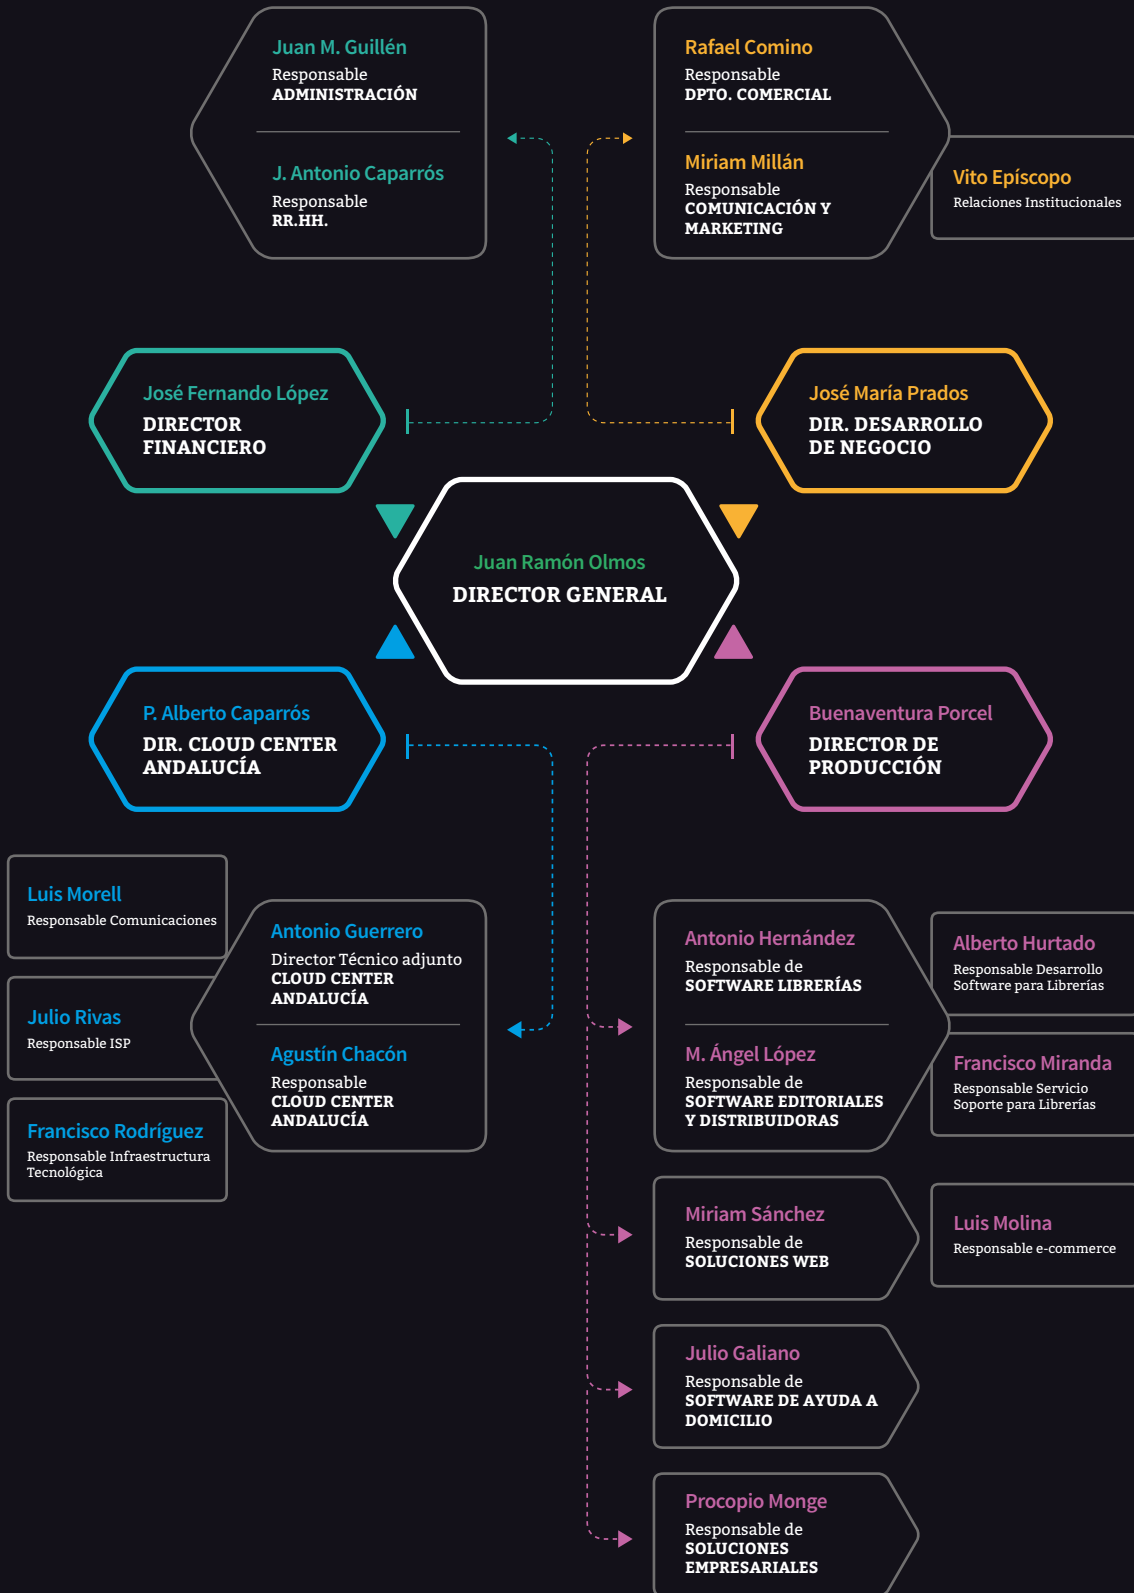 Juan M. Guillén
Responsable
ADMINISTRACIÓN
J. Antonio Caparrós
Responsable
RR.HH.
Rafael Comino
Responsable
DPTO. COMERCIAL
Miriam Millán
Responsable
COMUNICACIÓN Y
MARKETING
Vito Epíscopo
Relaciones Institucionales
José Fernando López
DIRECTOR
FINANCIERO
José María Prados
DIR. DESARROLLO
DE NEGOCIO
Juan Ramón Olmos
DIRECTOR GENERAL
P. Alberto Caparrós
DIR. CLOUD CENTER
ANDALUCÍA
Buenaventura Porcel
DIRECTOR DE
PRODUCCIÓN
Luis Morell
Responsable Comunicaciones
Julio Rivas
Responsable ISP
Francisco Rodríguez
Responsable Infraestructura
Tecnológica
Antonio Guerrero
Director Técnico adjunto
CLOUD CENTER
ANDALUCÍA
Agustín Chacón
Responsable
CLOUD CENTER
ANDALUCÍA
Antonio Hernández
Responsable de
SOFTWARE LIBRERÍAS
M. Ángel López
Responsable de
SOFTWARE EDITORIALES
Y DISTRIBUIDORAS
Alberto Hurtado
Responsable Desarrollo
Software para Librerías
Francisco Miranda
Responsable Servicio
Soporte para Librerías
Miriam Sánchez
Responsable de
SOLUCIONES WEB
Luis Molina
Responsable e-commerce
Julio Galiano
Responsable de
SOFTWARE DE AYUDA A
DOMICILIO
Procopio Monge
Responsable de
SOLUCIONES
EMPRESARIALES